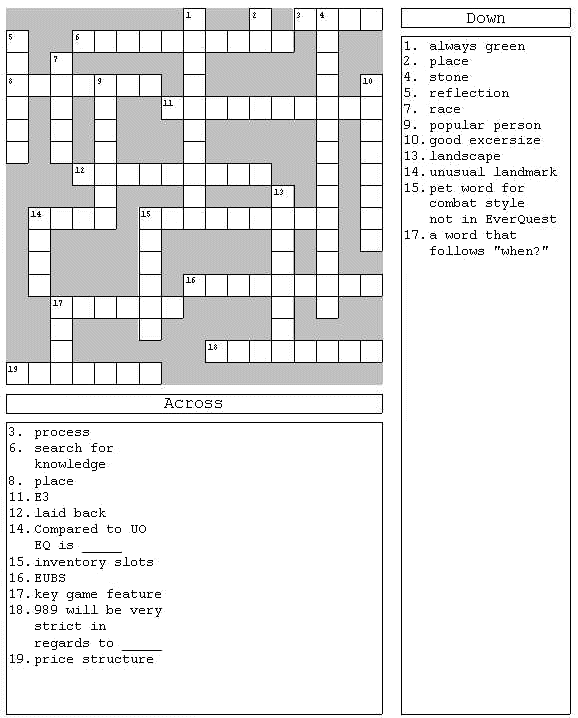 1
2
3
4
5
6
7
8
9
10
11
12
13
14
15
16
17
18
19
Across
3. process
6. search for
knowledge
8. place
11. E3
12. laid back
14. Compared to UO
EQ is _____
15. inventory slots
16. EUBS
17. key game feature
18. 989 will be very
strict in
regards to _____
19. price structure
Down
1. always green
2. place
4. stone
5. reflection
7. race
9. popular person
10. good excersize
13. landscape
14. unusual landmark
15. pet word for
combat style
not in EverQuest
17. a word that
follows "when?"